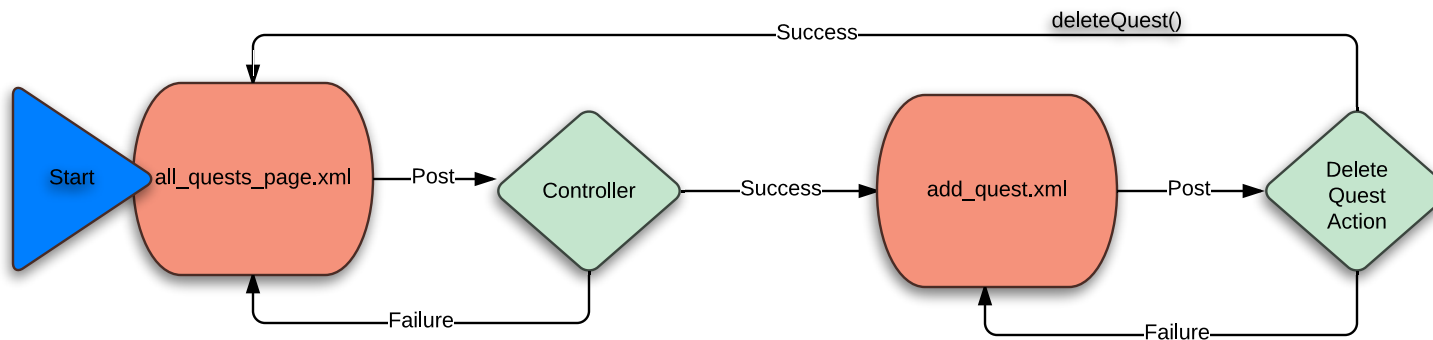 deleteQuest()
Success
Start
all_quests_page.xml
Post
Controller
Success
add_quest.xml
Post
Delete
Quest
Action
Failure
Failure